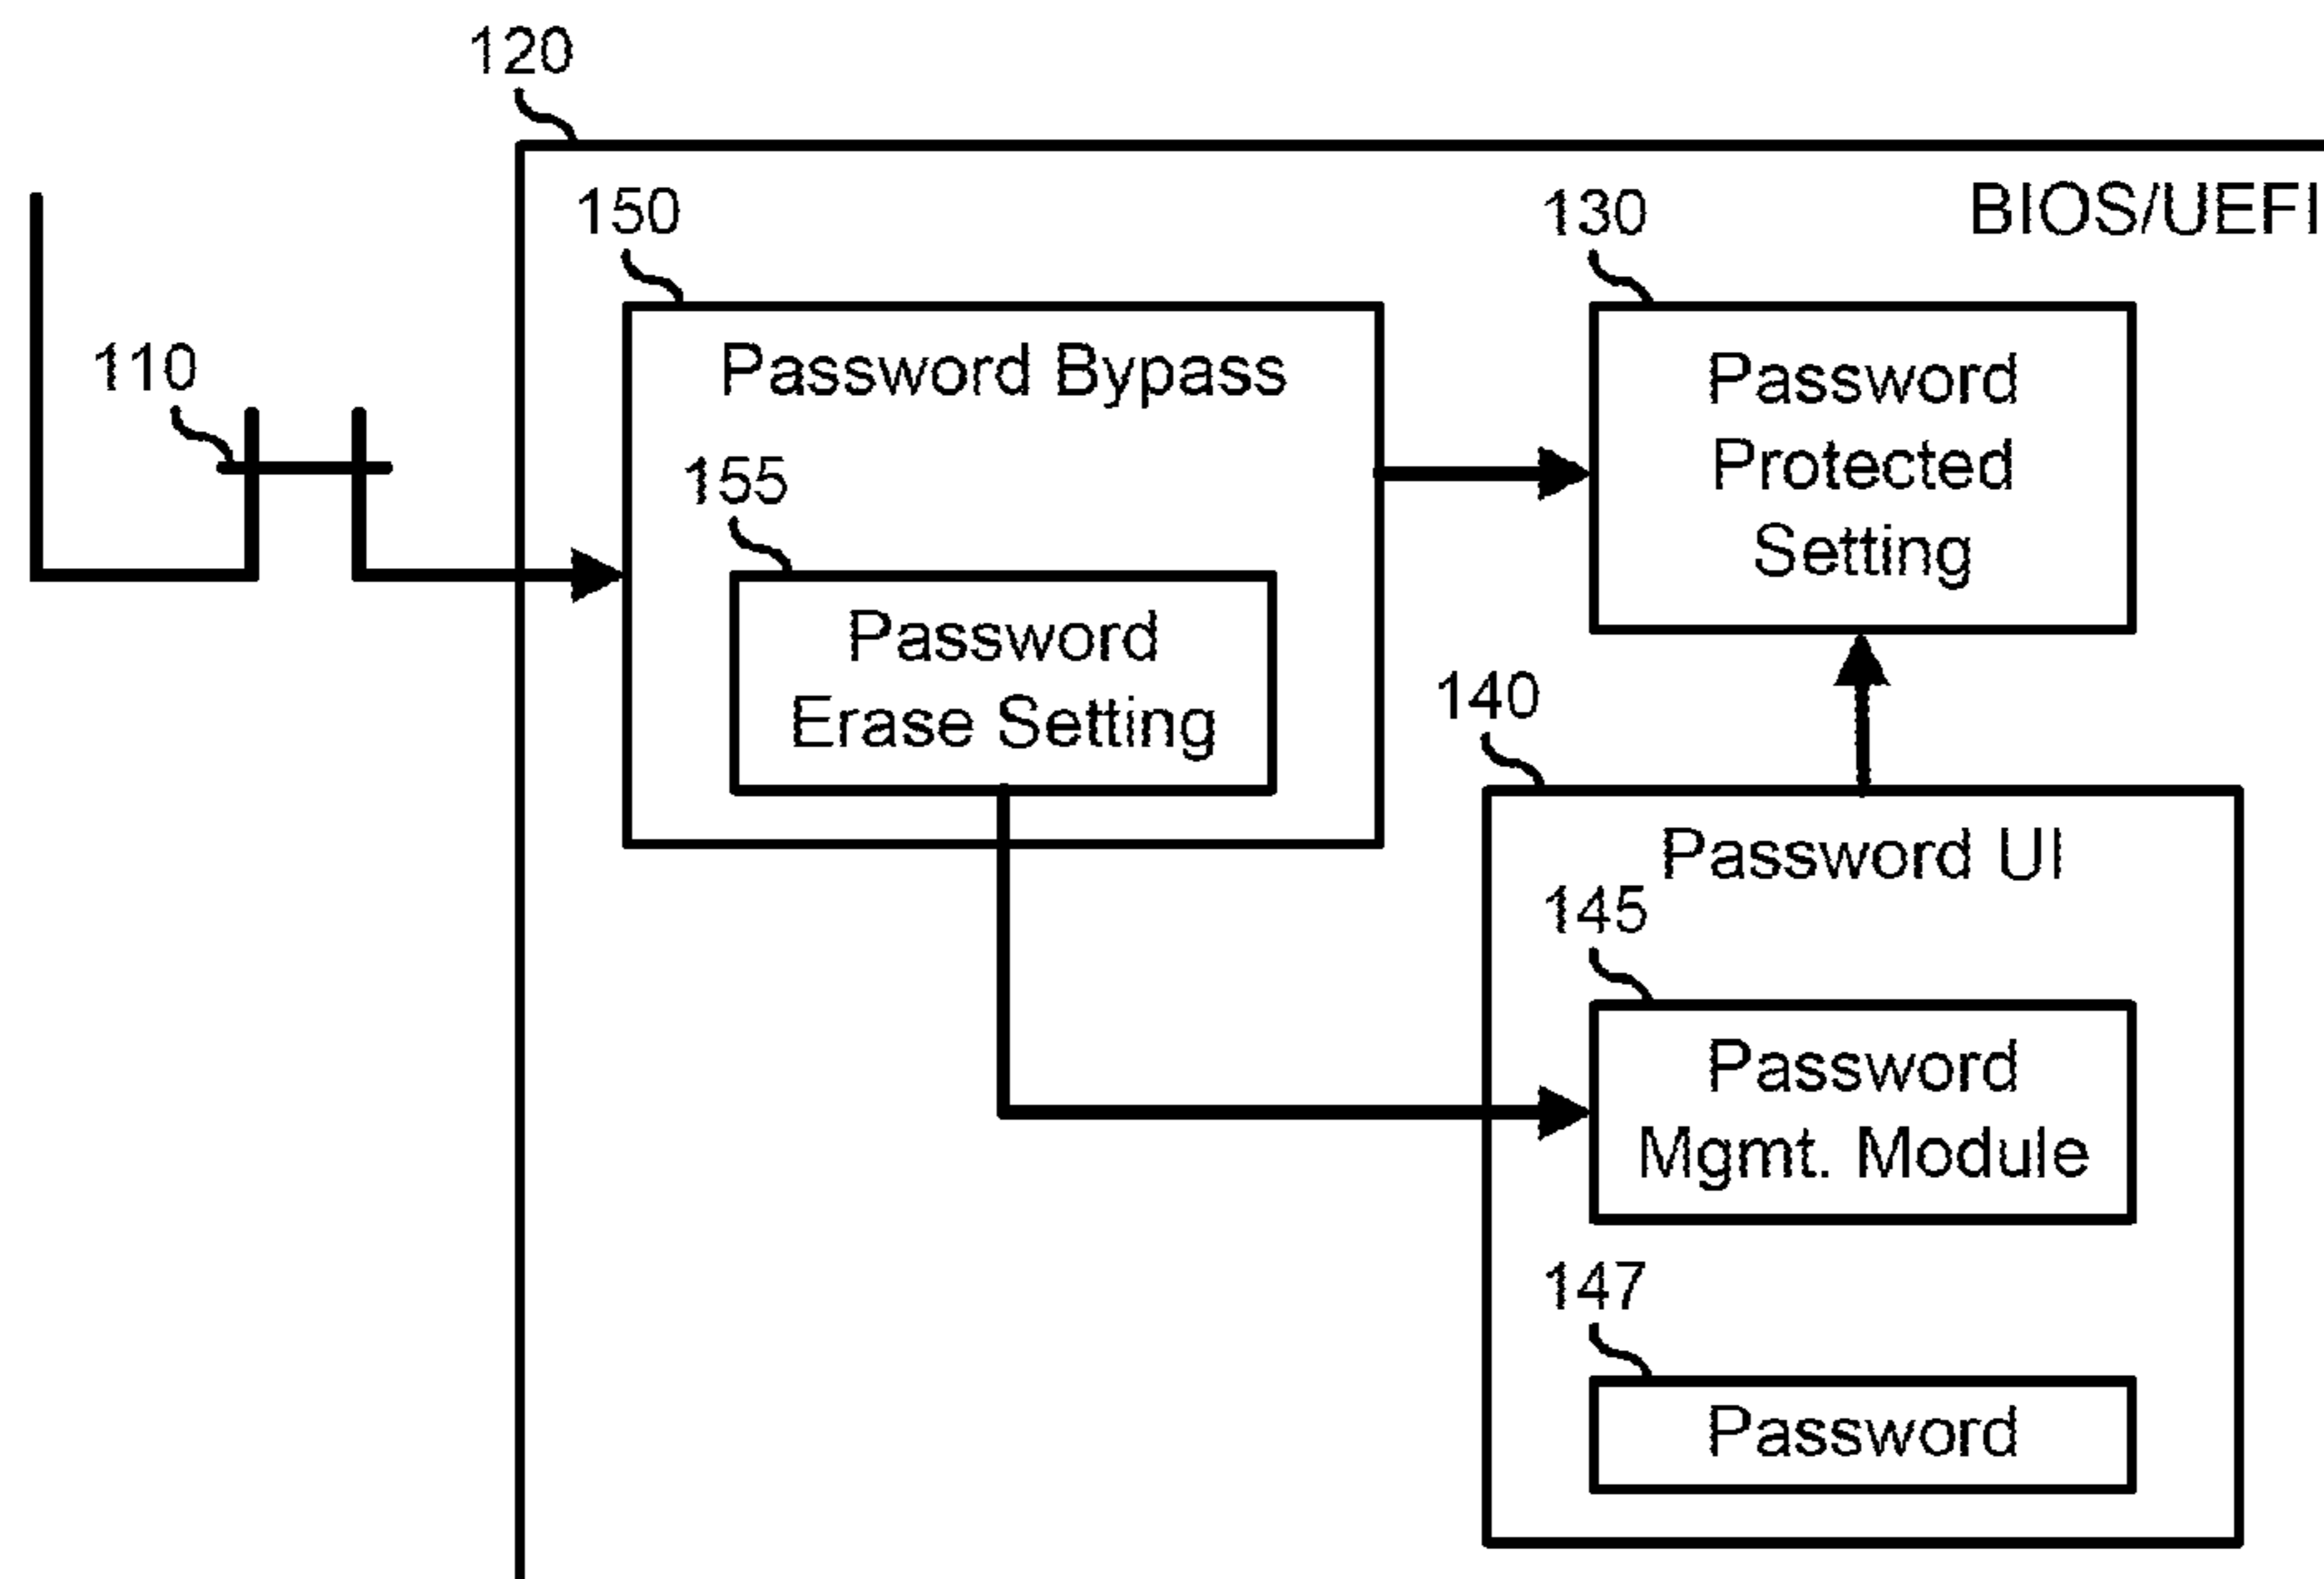 120
BIOS/UEFI
150
130
110
Password Bypass
Password
Protected
Setting
155
Password
Erase Setting
140
Password UI
145
Password
Mgmt. Module
147
Password